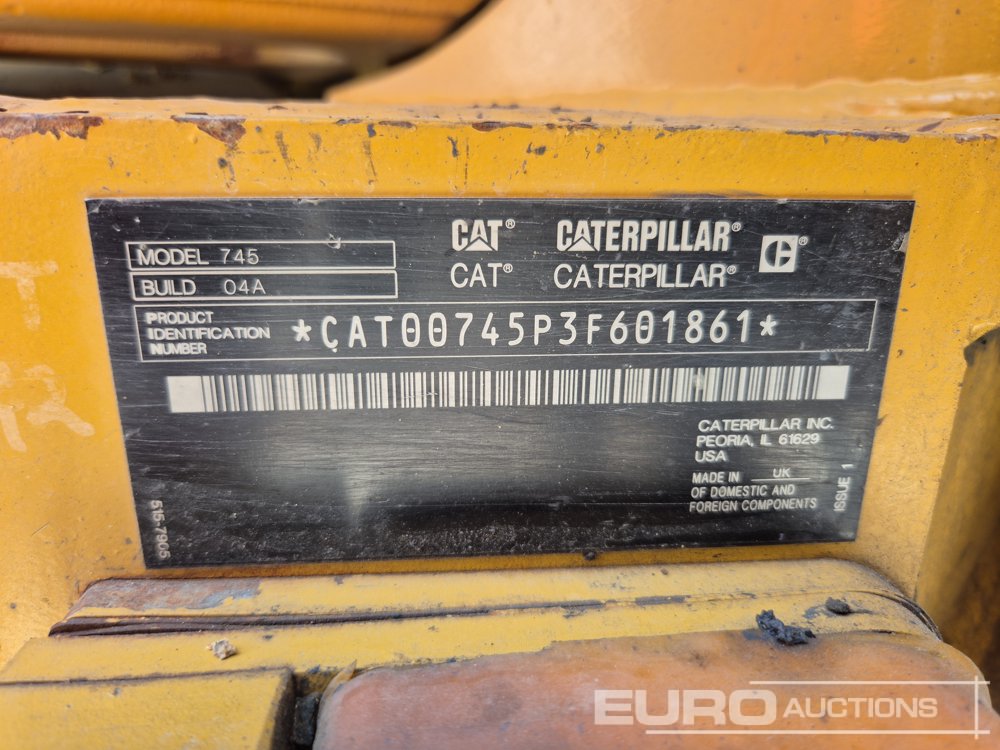 CAT® CATERPILLAR®
CAT® CATERPILLAR®
MODEL 745
BUILD 04A
PRODUCT
IDENTIFICATION
NUMBER
*CAT00745P3F601861*
CATERPILLAR INC.
PEORIA, IL 61629
USA
MADE IN UK
OF DOMESTIC AND
FOREIGN COMPONENTS
ISSUE 1
515-7905
EURO AUCTIONS